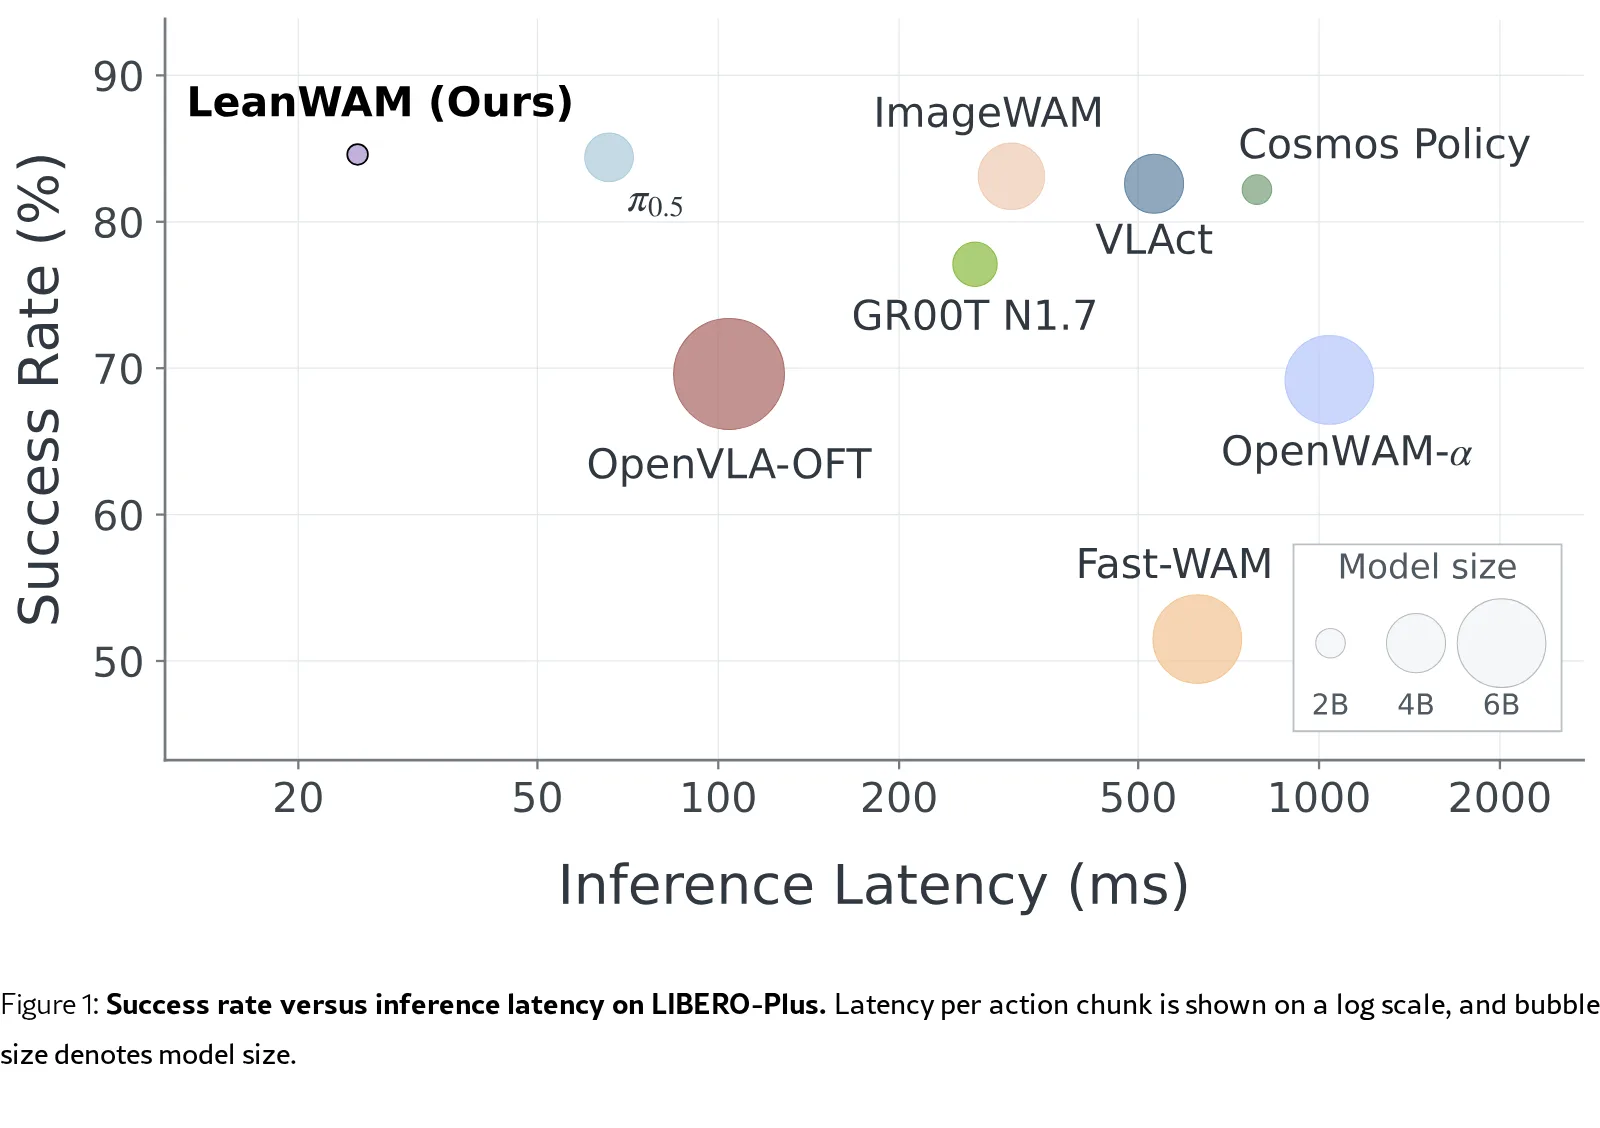 90
80
70
60
50
Success Rate (%)
LeanWAM (Ours)
π0.5
ImageWAM
Cosmos Policy
VLAct
GR00T N1.7
OpenVLA-OFT
OpenWAM-α
Fast-WAM
Model size
2B 4B 6B
20 50 100 200 500 1000 2000
Inference Latency (ms)
Figure 1: Success rate versus inference latency on LIBERO-Plus. Latency per action chunk is shown on a log scale, and bubble
size denotes model size.